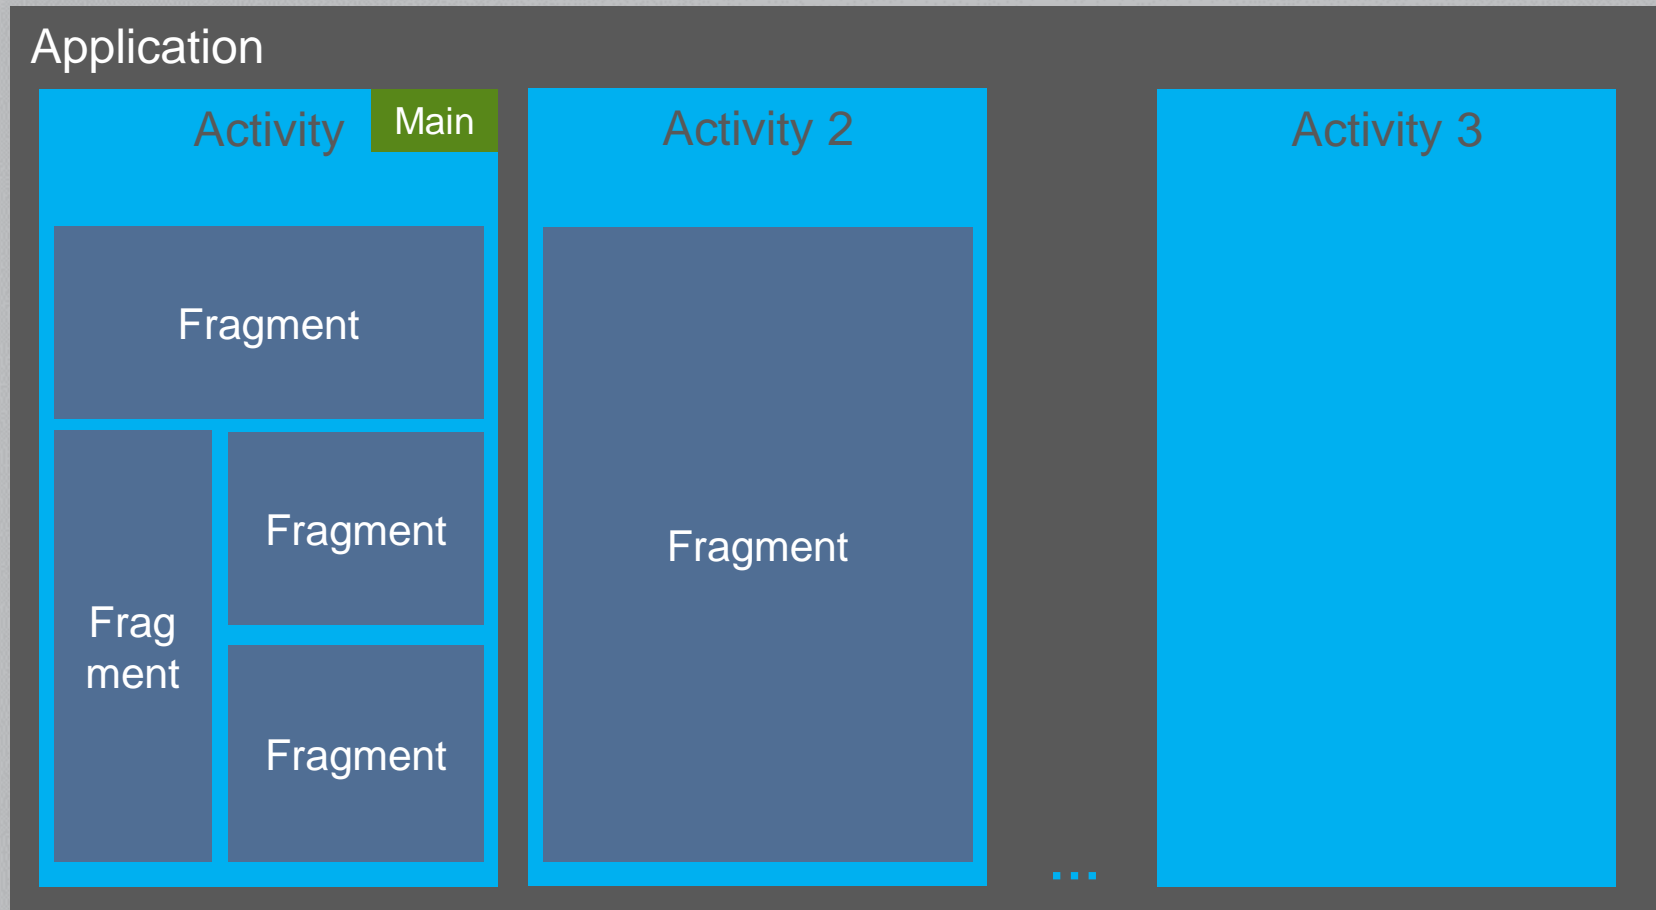 Application
Activity
Main
Fragment
Frag
ment
Fragment
Fragment
Activity 2
Fragment
...
Activity 3